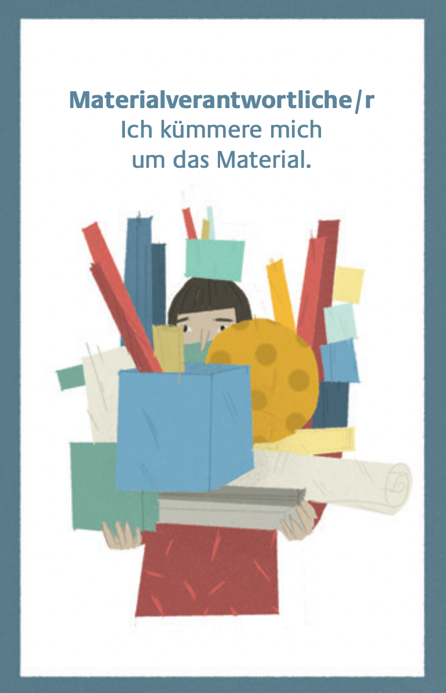 Materialverantwortliche/r
Ich kümmere mich
um das Material.